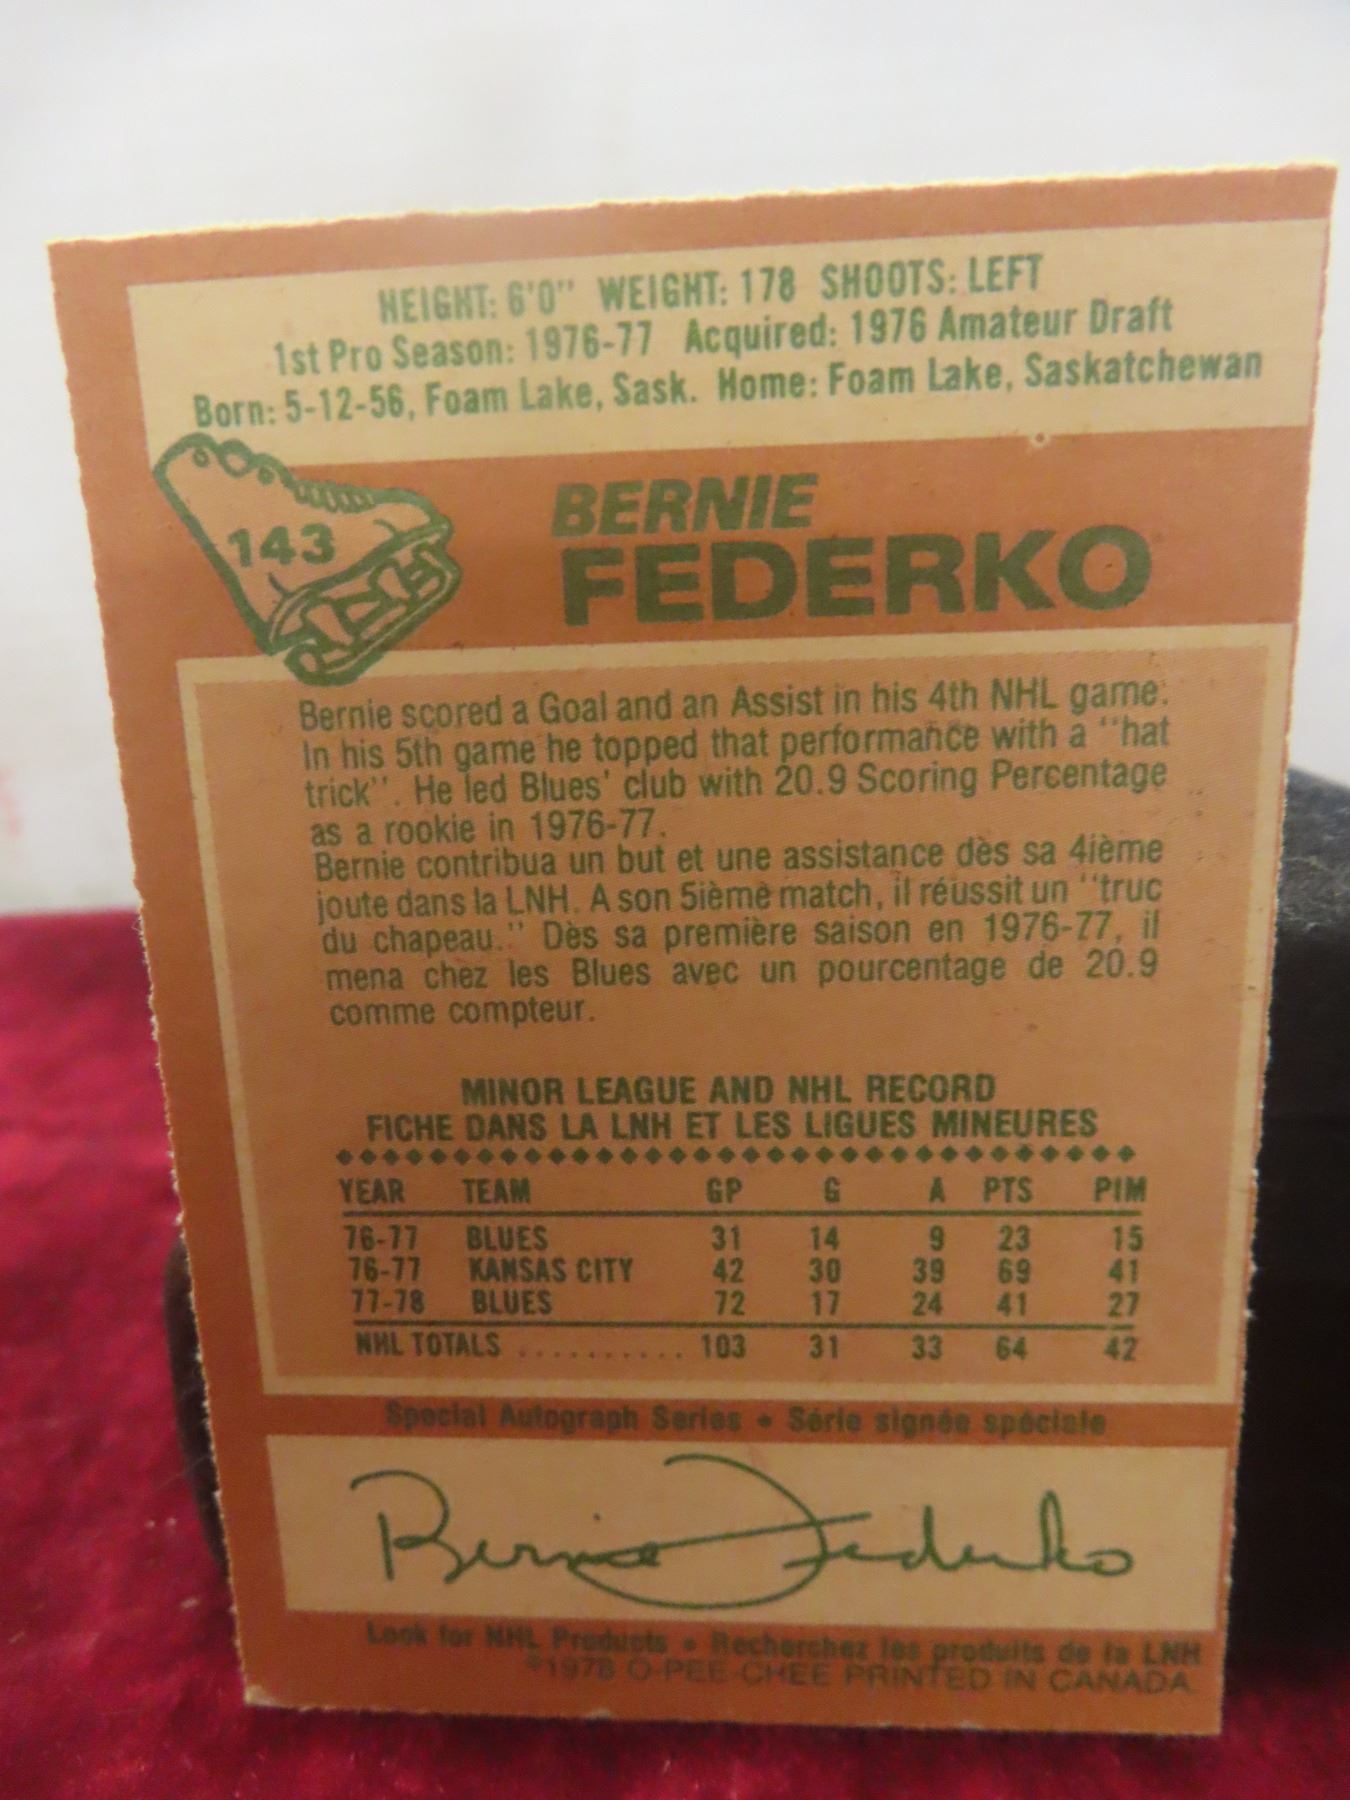 HEIGHT: 6'0" WEIGHT: 178 SHOOTS: LEFT
1st Pro Season: 1976-77 Acquired: 1976 Amateur Draft
Born: 5-12-56, Foam Lake, Sask. Home: Foam Lake, Saskatchewan
143
BERNIE
FEDERKO
Bernie scored a Goal and an Assist in his 4th NHL game.
In his 5th game he topped that performance with a "hat
trick". He led Blues' club with 20.9 Scoring Percentage
as a rookie in 1976-77.
Bernie contribua un but et une assistance dès sa 4ième
joute dans la LNH. A son 5ième match, il réussit un "truc
du chapeau." Dès sa première saison en 1976-77, il
mena chez les Blues avec un pourcentage de 20.9
comme compteur.
MINOR LEAGUE AND NHL RECORD
FICHE DANS LA LNH ET LES LIGUES MINEURES
YEAR TEAM GP G A PTS PIM
76-77 BLUES 31 14 9 23 15
76-77 KANSAS CITY 42 30 39 69 41
77-78 BLUES 72 17 24 41 27
NHL TOTALS .......... 103 31 33 64 42
Special Autograph Series • Série signée spéciale
Bernie Federko
Look for NHL Products • Recherchez les produits de la LNH
©1978 O-PEE-CHEE PRINTED IN CANADA